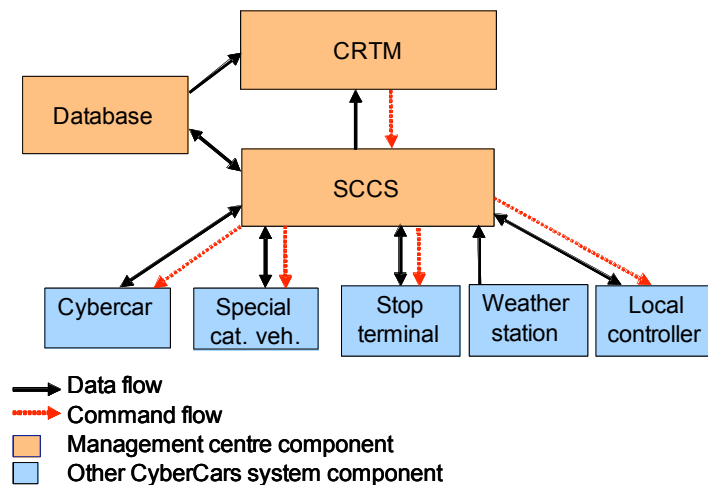 CRTM
Database
SCCS
Cybercar
Special
cat. veh.
Stop
terminal
Weather
station
Local
controller
Data flow
Command flow
Management centre component
Other CyberCars system component